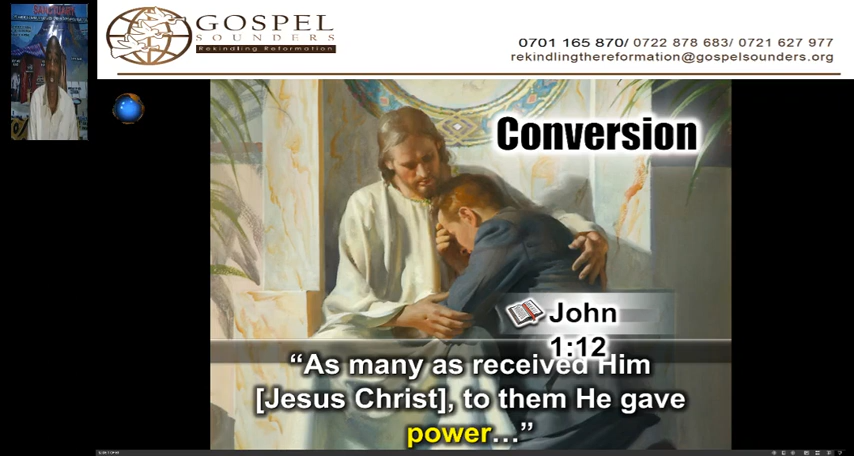 GOSPEL
SOUNDERS
Rekindling Reformation
0701 165 870/ 0722 878 683/ 0721 627 977
rekindlingthereformation@gospelsounders.org
Conversion
John
1:12
“As many as received Him
[Jesus Christ], to them He gave
power…”